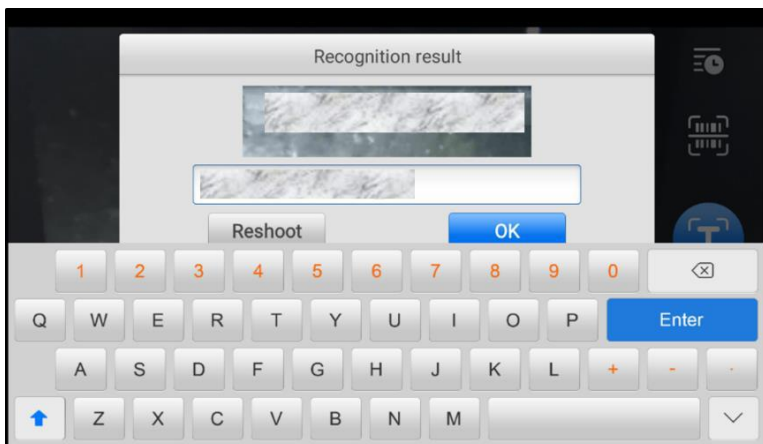 Recognition result
Reshoot
OK
1 2 3 4 5 6 7 8 9 0
Q W E R T Y U I O P Enter
A S D F G H J K L + - .
Z X C V B N M